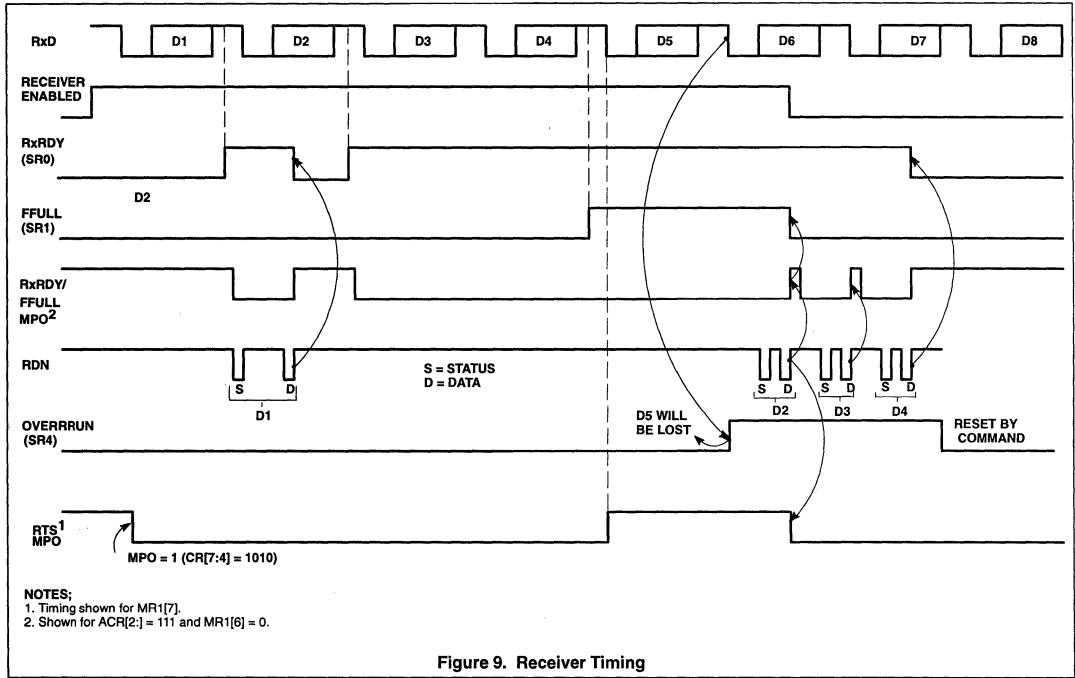 RxD
D1
D2
D3
D4
D5
D6
D7
D8
RECEIVER
ENABLED
RxRDY
(SR0)
D2
FFULL
(SR1)
RxRDY/
FFULL
MPO2
RDN
S = STATUS
D = DATA
S D
D1
S D
D2
S D
D3
S D
D4
OVERRRUN
(SR4)
D5 WILL
BE LOST
RESET BY
COMMAND
RTS1
MPO
MPO = 1 (CR[7:4] = 1010)
NOTES;
1. Timing shown for MR1[7].
2. Shown for ACR[2:] = 111 and MR1[6] = 0.
Figure 9. Receiver Timing